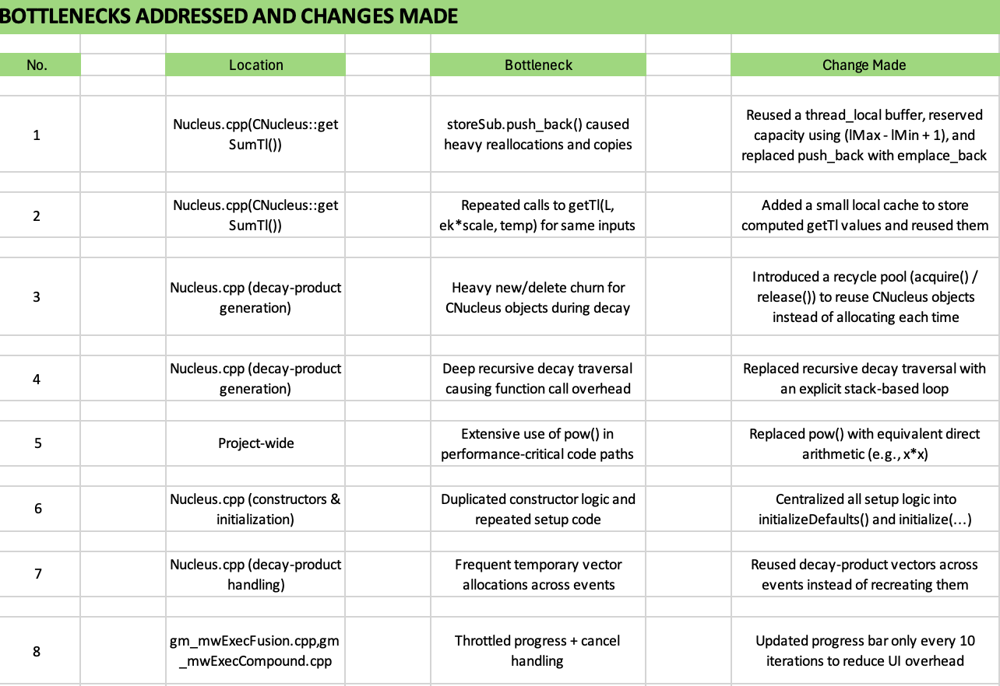 BOTTLENECKS ADDRESSED AND CHANGES MADE
No. Location Bottleneck Change Made
1
Nucleus.cpp(CNucleus::get
SumTl())
storeSub.push_back() caused
heavy reallocations and copies
Reused a thread_local buffer, reserved
capacity using (lMax - lMin + 1), and
replaced push_back with emplace_back
2
Nucleus.cpp(CNucleus::get
SumTl())
Repeated calls to getTl(L,
ek*scale, temp) for same inputs
Added a small local cache to store
computed getTl values and reused them
3
Nucleus.cpp (decay-product
generation)
Heavy new/delete churn for
CNucleus objects during decay
Introduced a recycle pool (acquire() /
release()) to reuse CNucleus objects
instead of allocating each time
4
Nucleus.cpp (decay-product
generation)
Deep recursive decay traversal
causing function call overhead
Replaced recursive decay traversal with
an explicit stack-based loop
5
Project-wide
Extensive use of pow() in
performance-critical code paths
Replaced pow() with equivalent direct
arithmetic (e.g., x*x)
6
Nucleus.cpp (constructors &
initialization)
Duplicated constructor logic and
repeated setup code
Centralized all setup logic into
initializeDefaults() and initialize(…)
7
Nucleus.cpp (decay-product
handling)
Frequent temporary vector
allocations across events
Reused decay-product vectors across
events instead of recreating them
8
gm_mwExecFusion.cpp,gm
_mwExecCompound.cpp
Throttled progress + cancel
handling
Updated progress bar only every 10
iterations to reduce UI overhead